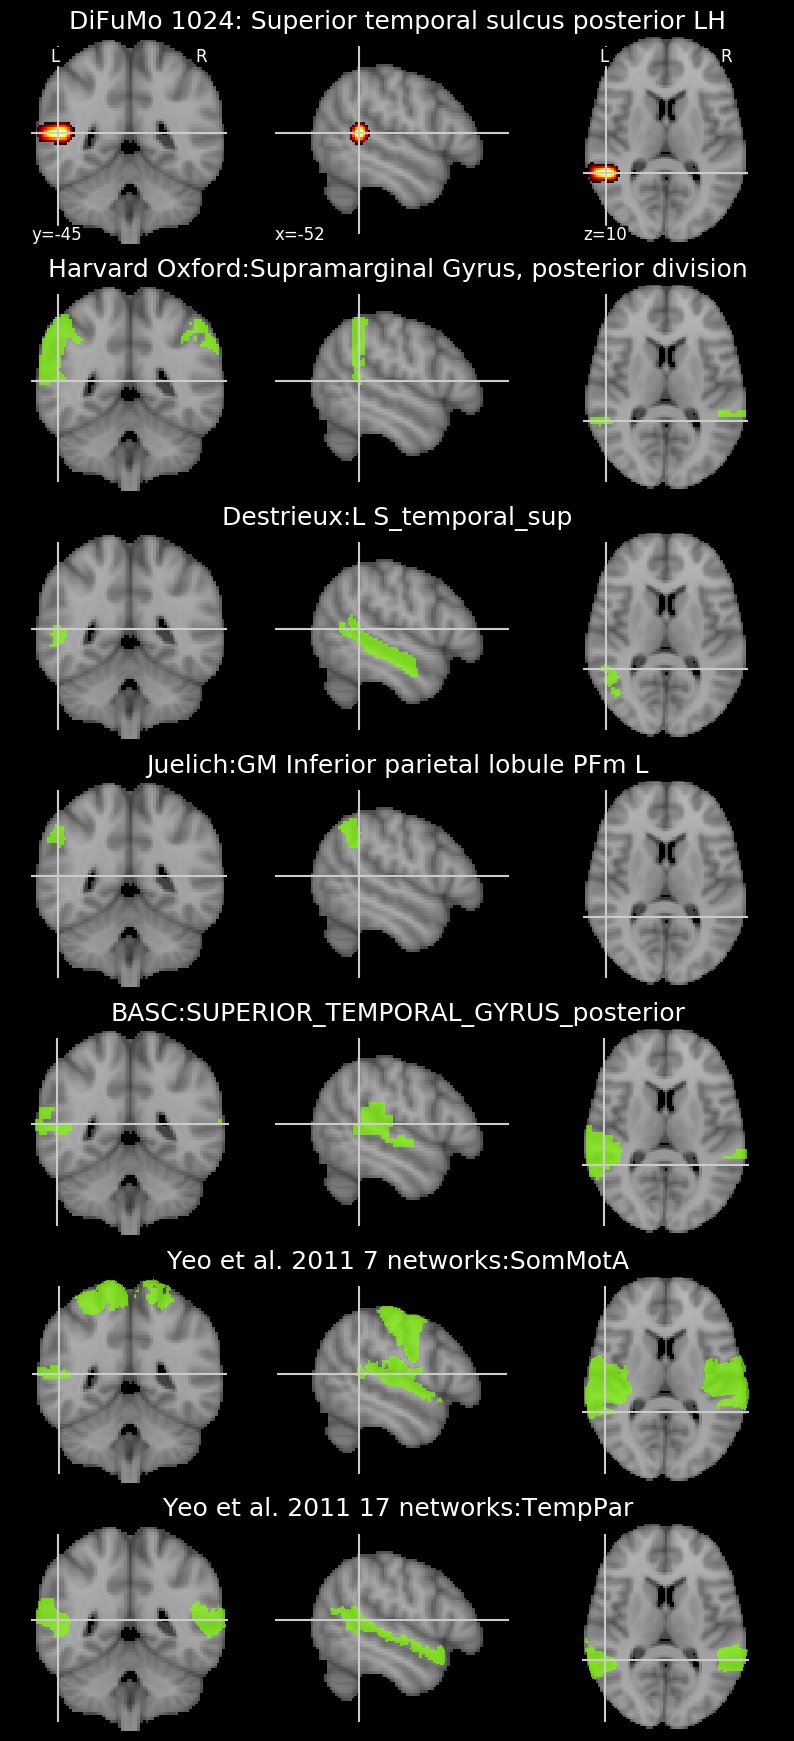 DiFuMo 1024: Superior temporal sulcus posterior LH
L R L R
y=-45 x=-52 z=10
Harvard Oxford:Supramarginal Gyrus, posterior division
Destrieux:L S_temporal_sup
Juelich:GM Inferior parietal lobule PFm L
BASC:SUPERIOR_TEMPORAL_GYRUS_posterior
Yeo et al. 2011 7 networks:SomMotA
Yeo et al. 2011 17 networks:TempPar